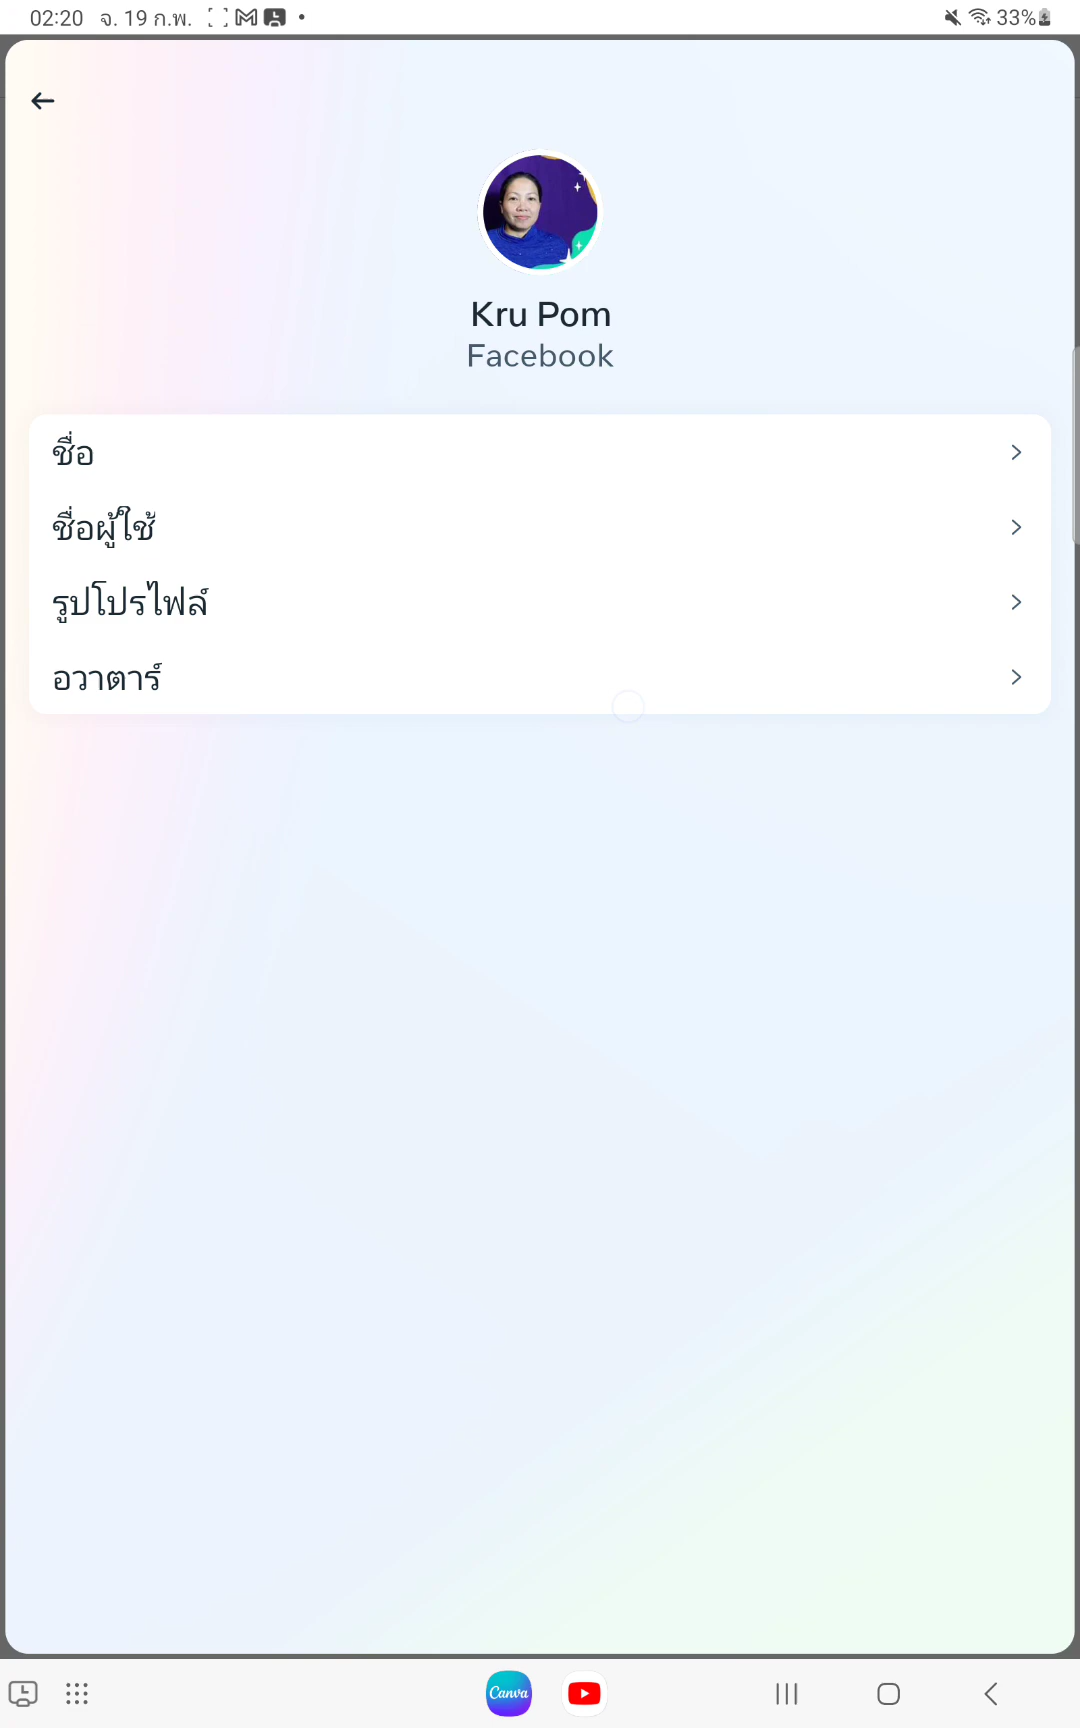 02:20 จ. 19 ก.พ. 33%
Kru Pom
Facebook
ชื่อ
ชื่อผู้ใช้
รูปโปรไฟล์
อวาตาร์
Canva